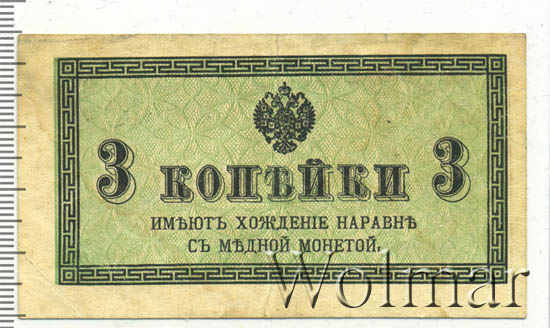 3 КОПѢЙКИ 3
ИМѢЮТЪ ХОЖДЕНІЕ НАРАВНѢ
СЪ МѢДНОЙ МОНЕТОЙ.
Wolmar